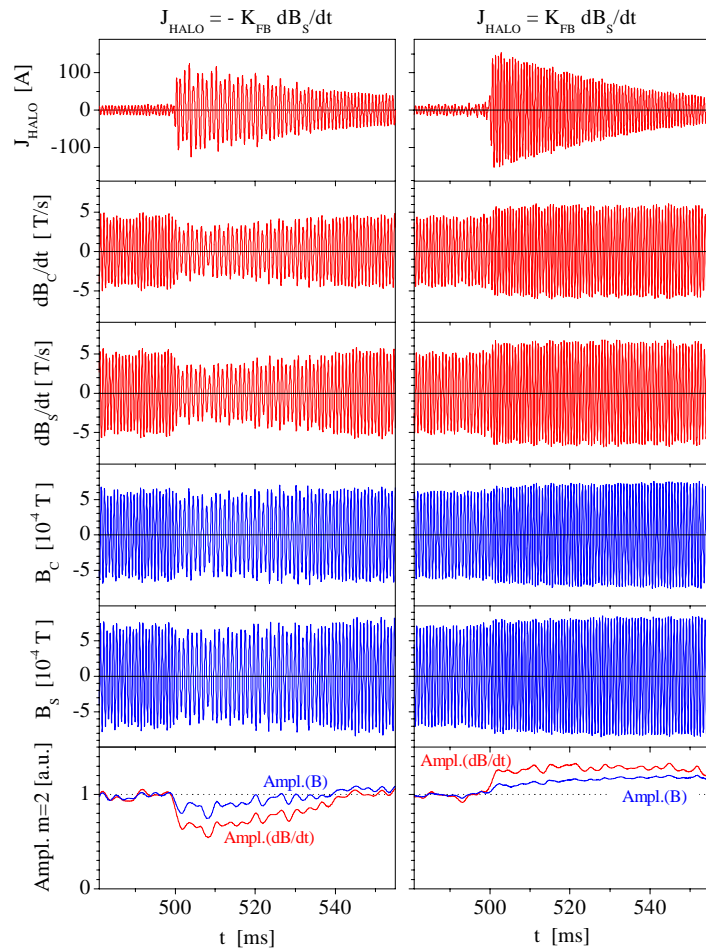 J_HALO = - K_FB dB_S/dt
J_HALO = K_FB dB_S/dt
J_HALO [A]
100
0
-100
dB_C/dt [ T/s]
5
0
-5
dB_S/dt [ T/s]
5
0
-5
B_C [10^-4 T]
5
0
-5
B_S [10^-4 T]
5
0
-5
Ampl. m=2 [a.u.]
1
0
Ampl.(B)
Ampl.(dB/dt)
Ampl.(dB/dt)
Ampl.(B)
500 520 540
500 520 540
t [ms]
t [ms]